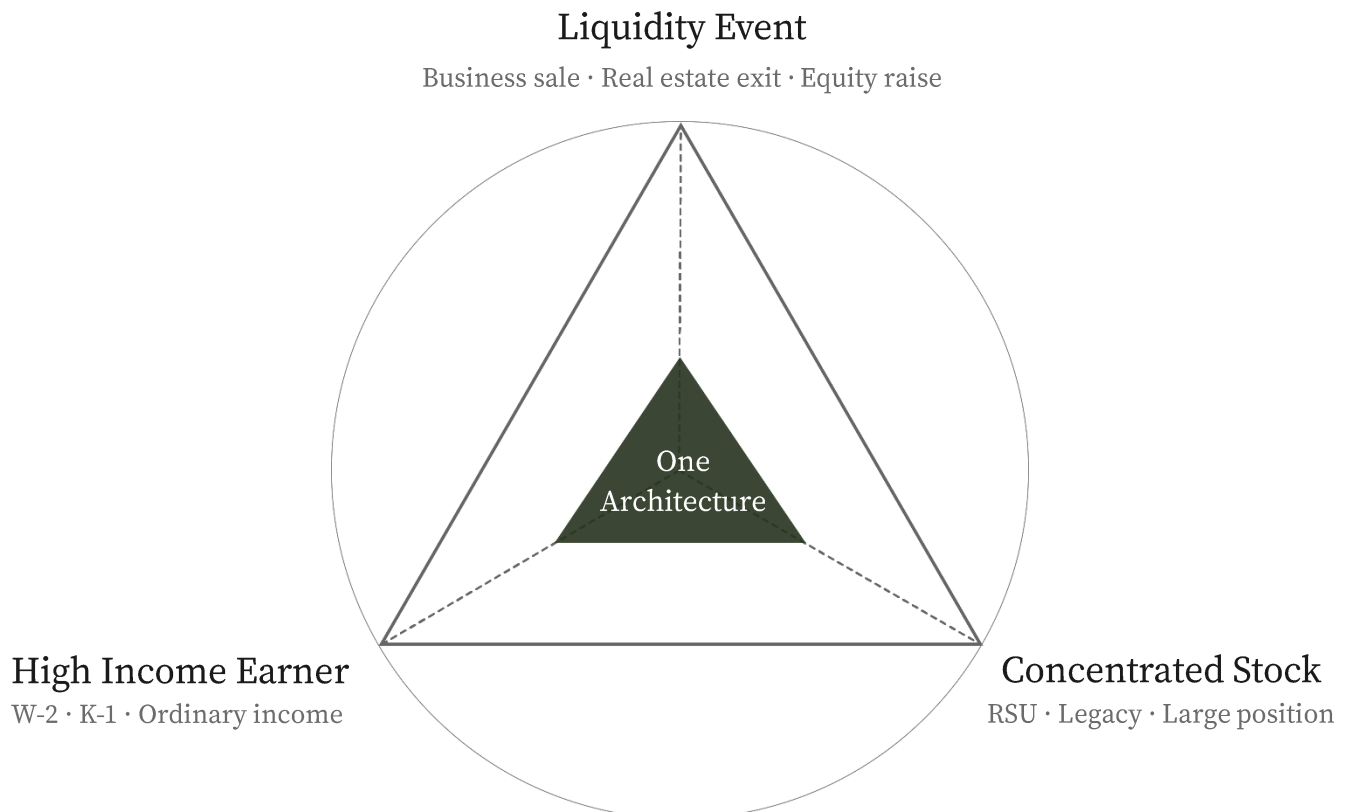 Liquidity Event
Business sale · Real estate exit · Equity raise
One
Architecture
High Income Earner
W-2 · K-1 · Ordinary income
Concentrated Stock
RSU · Legacy · Large position